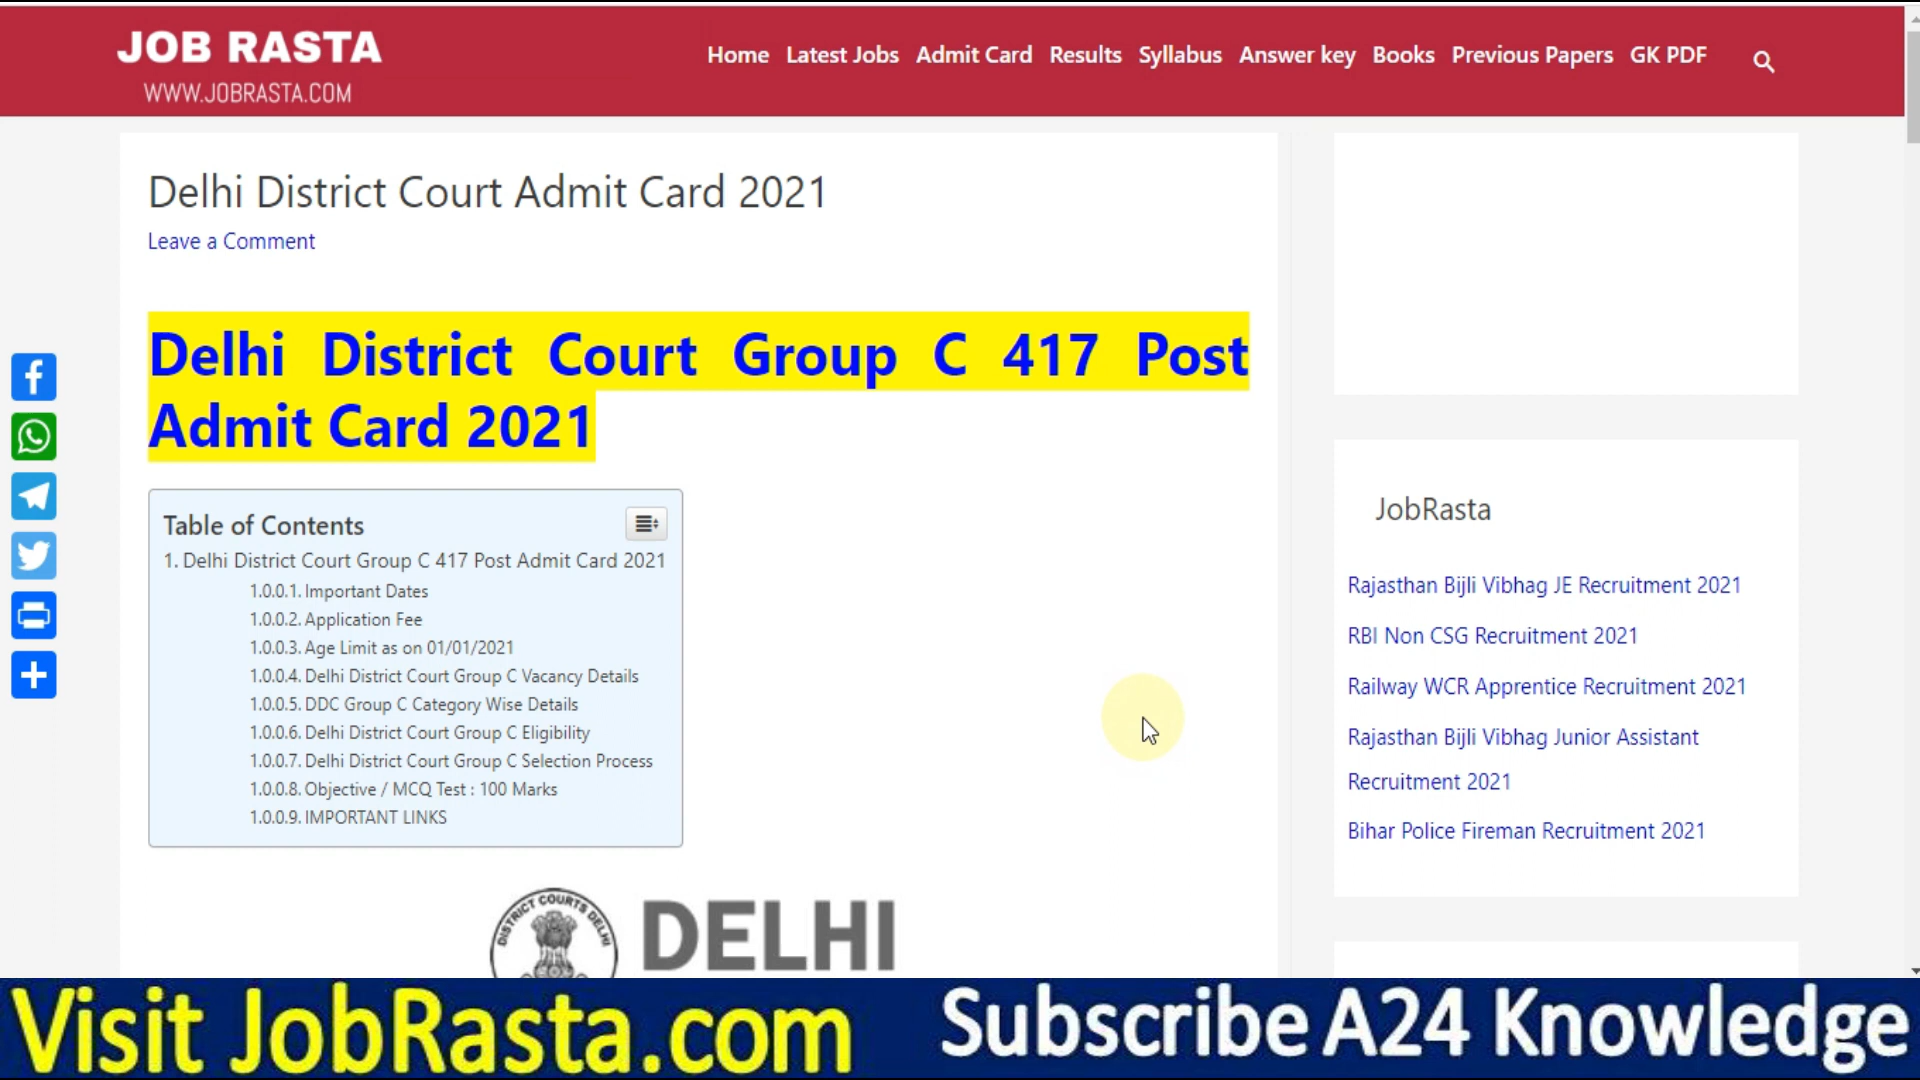 JOB RASTA
WWW.JOBRASTA.COM
Home Latest Jobs Admit Card Results Syllabus Answer key Books Previous Papers GK PDF
Delhi District Court Admit Card 2021
Leave a Comment
Delhi District Court Group C 417 Post
Admit Card 2021
Table of Contents
1. Delhi District Court Group C 417 Post Admit Card 2021
1.0.0.1. Important Dates
1.0.0.2. Application Fee
1.0.0.3. Age Limit as on 01/01/2021
1.0.0.4. Delhi District Court Group C Vacancy Details
1.0.0.5. DDC Group C Category Wise Details
1.0.0.6. Delhi District Court Group C Eligibility
1.0.0.7. Delhi District Court Group C Selection Process
1.0.0.8. Objective / MCQ Test : 100 Marks
1.0.0.9. IMPORTANT LINKS
DISTRICT COURTS DELHI
DELHI
JobRasta
Rajasthan Bijli Vibhag JE Recruitment 2021
RBI Non CSG Recruitment 2021
Railway WCR Apprentice Recruitment 2021
Rajasthan Bijli Vibhag Junior Assistant
Recruitment 2021
Bihar Police Fireman Recruitment 2021
Visit JobRasta.com
Subscribe A24 Knowledge